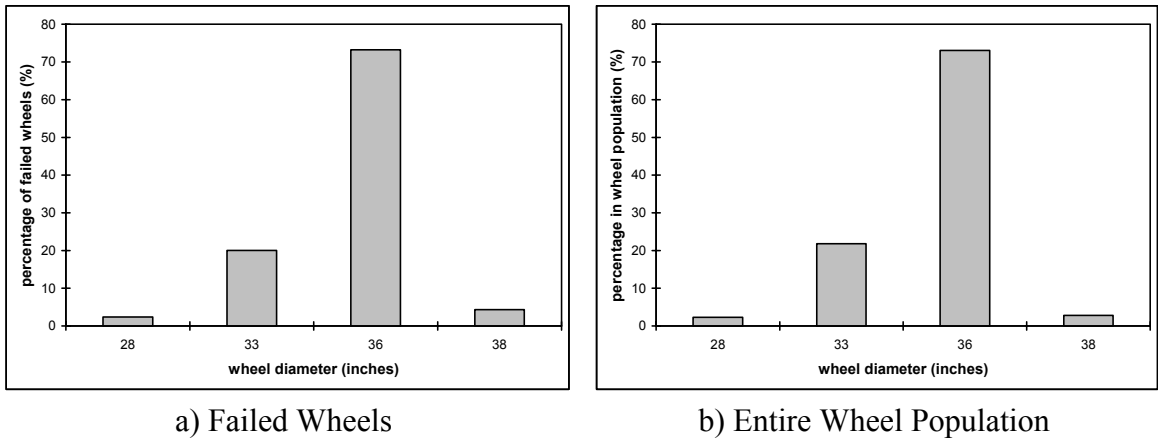 percentage of failed wheels (%)
80
70
60
50
40
30
20
10
0
28 33 36 38
wheel diameter (inches)
a) Failed Wheels
percentage in wheel population (%)
80
70
60
50
40
30
20
10
0
28 33 36 38
wheel diameter (inches)
b) Entire Wheel Population